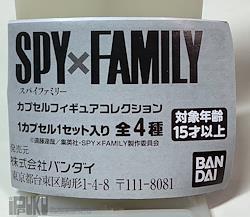 SPY×FAMILY
スパイファミリー
カプセルフィギュアコレクション
1カプセル1セット入り 全4種
対象年齢
15才以上
©遠藤達哉/集英社・SPY×FAMILY製作委員会
発売元
株式会社バンダイ
東京都台東区駒形1-4-8 〒111-8081
BAN
DAI